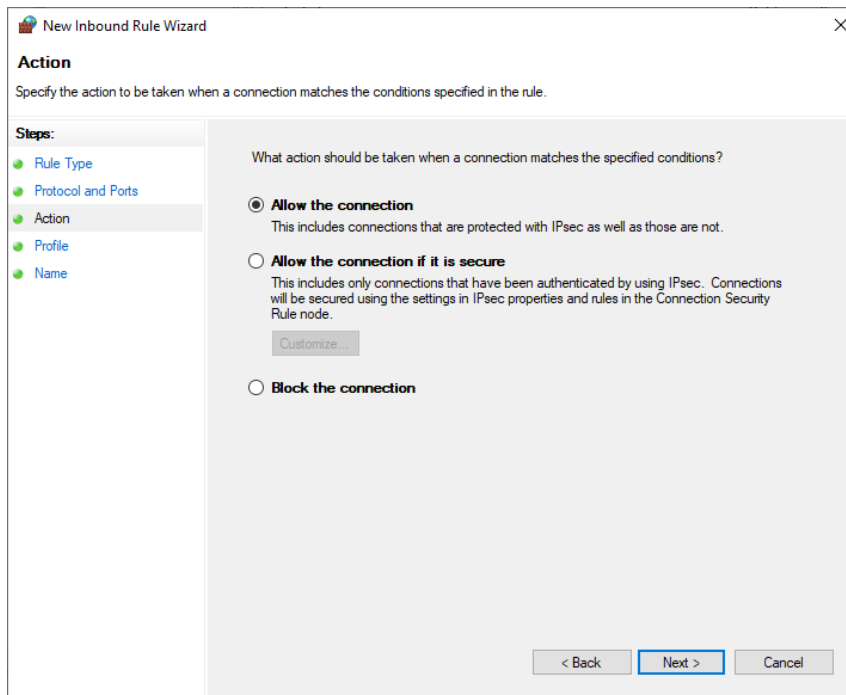 New Inbound Rule Wizard
Action
Specify the action to be taken when a connection matches the conditions specified in the rule.
Steps:
Rule Type
Protocol and Ports
Action
Profile
Name
What action should be taken when a connection matches the specified conditions?
Allow the connection
This includes connections that are protected with IPsec as well as those are not.
Allow the connection if it is secure
This includes only connections that have been authenticated by using IPsec. Connections
will be secured using the settings in IPsec properties and rules in the Connection Security
Rule node.
Customize...
Block the connection
< Back
Next >
Cancel